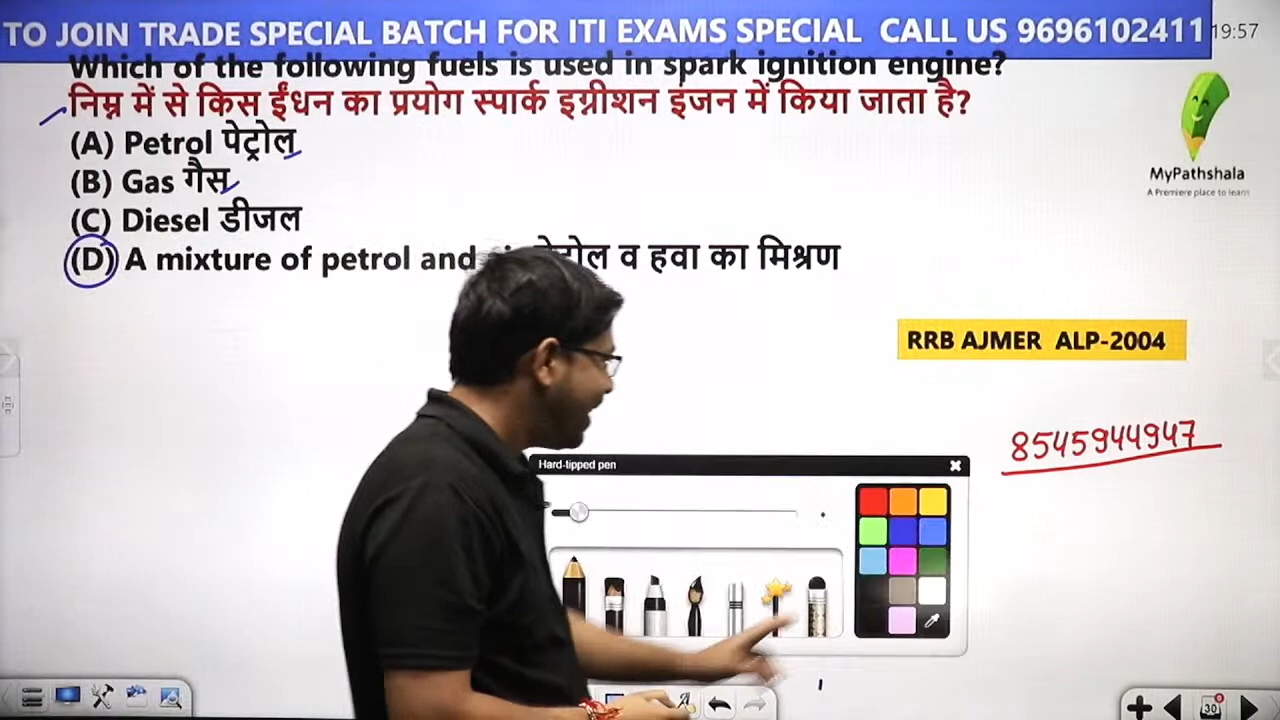 TO JOIN TRADE SPECIAL BATCH FOR ITI EXAMS SPECIAL CALL US 9696102411
19:57
Which of the following fuels is used in spark ignition engine?
निम्न में से किस ईंधन का प्रयोग स्पार्क इग्नीशन इंजन में किया जाता है?
(A) Petrol पेट्रोल
(B) Gas गैस
(C) Diesel डीजल
(D) A mixture of petrol and व हवा का मिश्रण
MyPathshala
A Premiere place to learn
RRB AJMER ALP-2004
8545944947
Hard-tipped pen
30